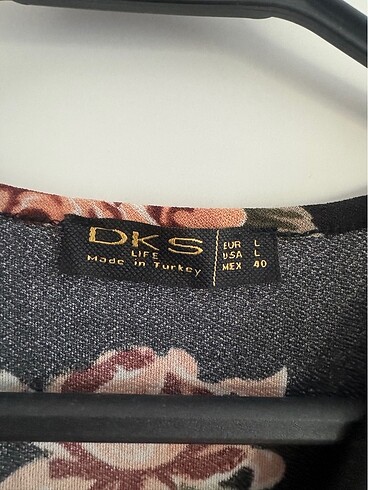 DKS
LIFE
Made in Turkey
EUR L
USA L
MEX 40